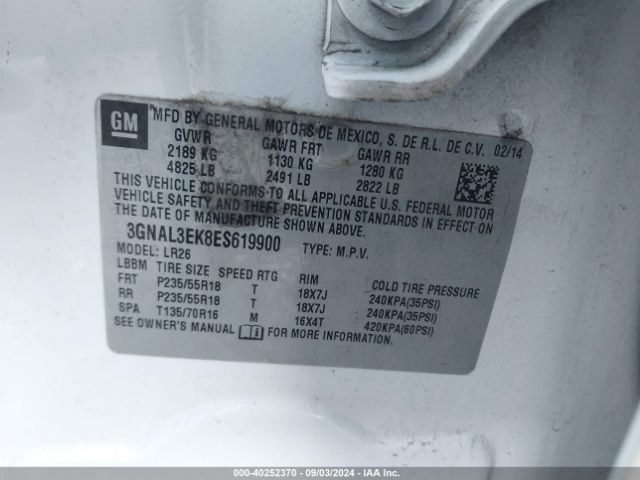 GM
MFD BY GENERAL MOTORS DE MEXICO, S. DE R.L. DE C.V. 02/14
GVWR GAWR FRT GAWR RR
2189 KG 1130 KG 1280 KG
4825 LB 2491 LB 2822 LB
THIS VEHICLE CONFORMS TO ALL APPLICABLE U.S. FEDERAL MOTOR
VEHICLE SAFETY AND THEFT PREVENTION STANDARDS IN EFFECT ON
THE DATE OF MANUFACTURE SHOWN ABOVE.
3GNAL3EK8ES619900 TYPE: M.P.V.
MODEL: LR26
LBBM TIRE SIZE SPEED RTG RIM COLD TIRE PRESSURE
FRT P235/55R18 T 18X7J 240KPA(35PSI)
RR P235/55R18 T 18X7J 240KPA(35PSI)
SPA T135/70R16 M 16X4T 420KPA(60PSI)
SEE OWNER'S MANUAL FOR MORE INFORMATION.
000-40252370 - 09/03/2024 - IAAI.com